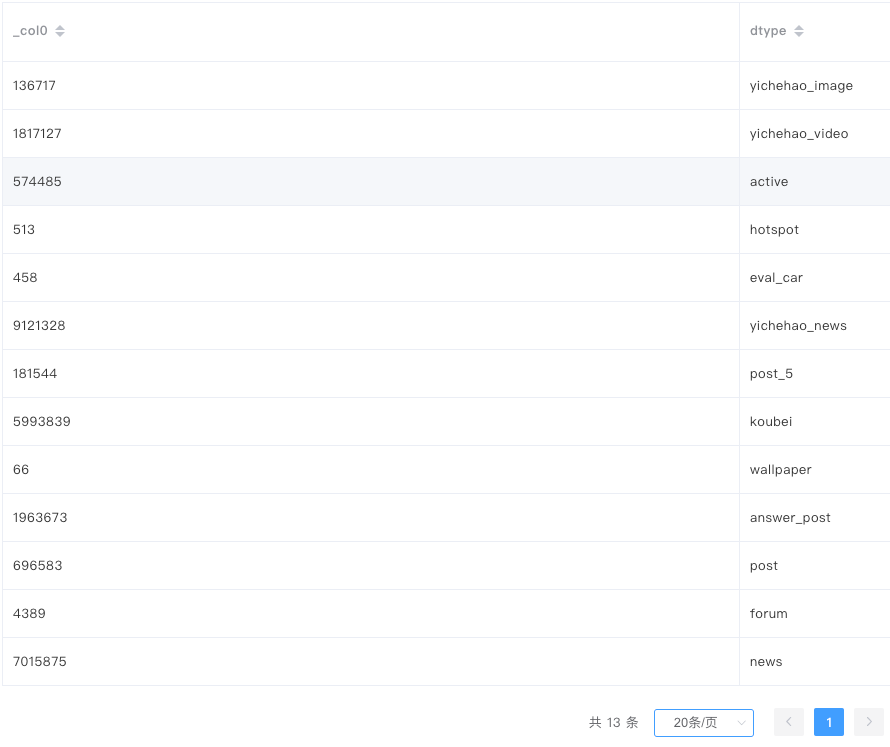 _col0 dtype
136717 yichehao_image
1817127 yichehao_video
574485 active
513 hotspot
458 eval_car
9121328 yichehao_news
181544 post_5
5993839 koubei
66 wallpaper
1963673 answer_post
696583 post
4389 forum
7015875 news
共 13 条 20条/页 1